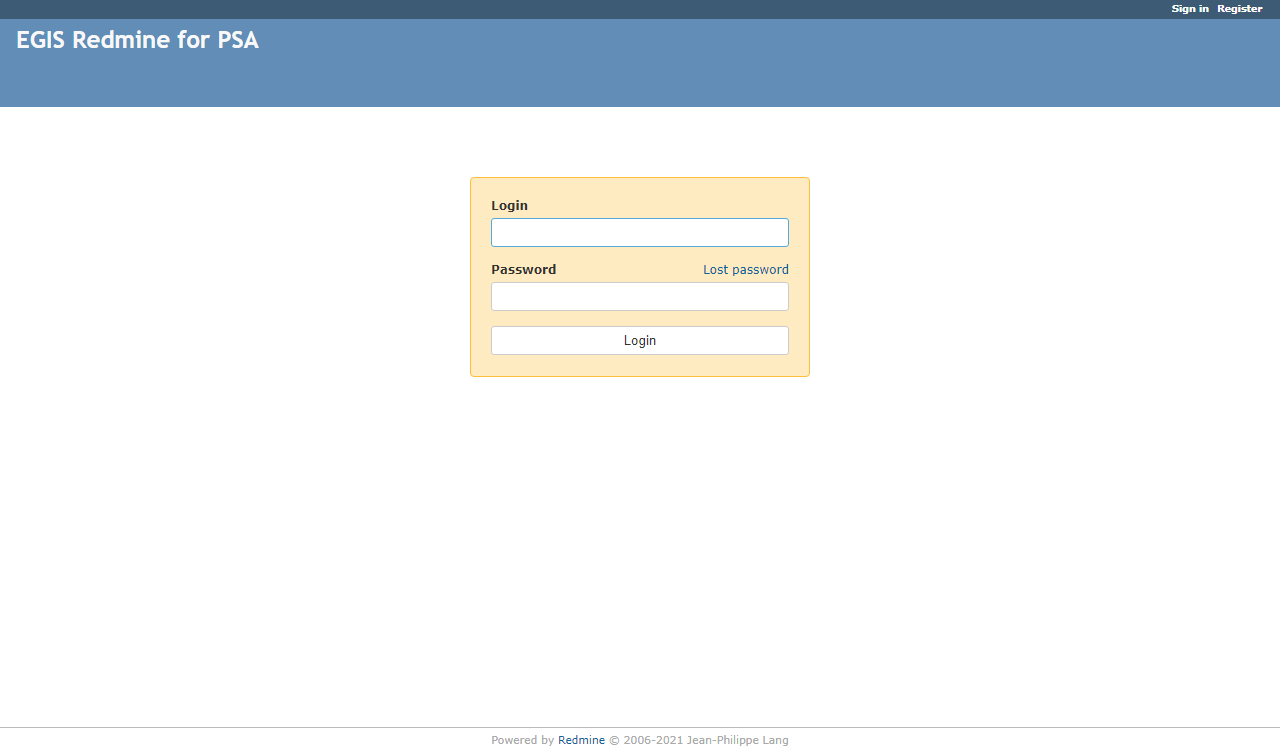 Sign in Register
EGIS Redmine for PSA
Login
Password Lost password
Login
Powered by Redmine © 2006-2021 Jean-Philippe Lang